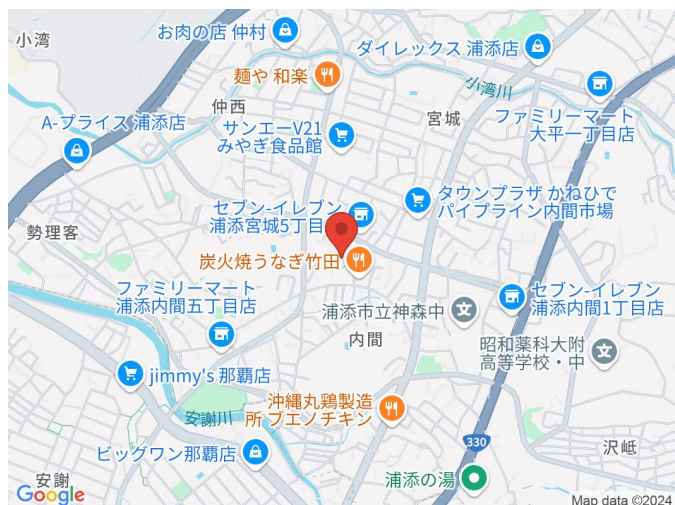 小湾
お肉の店 仲村
ダイレックス 浦添店
麺や 和楽
小湾川
仲西
宮城
ファミリーマート
大平一丁目店
A-プライス 浦添店
サンエーV21
みやぎ食品館
タウンプラザ かねひで
パイプライン内間市場
セブン-イレブン
浦添宮城5丁目
勢理客
炭火焼うなぎ竹田
ファミリーマート
浦添内間五丁目店
セブン-イレブン
浦添内間1丁目店
浦添市立神森中
内間
昭和薬科大附
高等学校・中
jimmy's 那覇店
沖縄丸鶏製造
所 ブエノチキン
安謝川
330
沢岻
ビッグワン那覇店
浦添の湯
安謝
Google
Map data ©2024